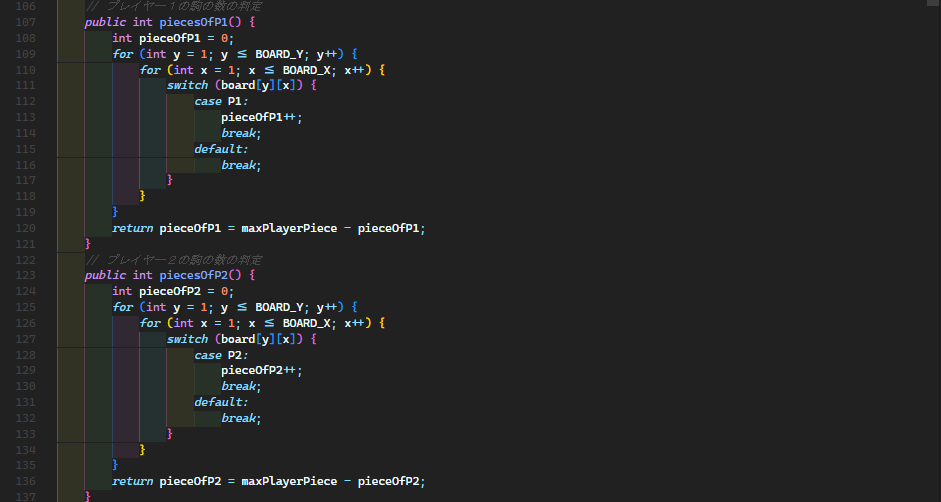 106 // プレイヤー１の駒の数の判定
107 public int piecesOfP1() {
108 int pieceOfP1 = 0;
109 for (int y = 1; y <= BOARD_Y; y++) {
110 for (int x = 1; x <= BOARD_X; x++) {
111 switch (board[y][x]) {
112 case P1:
113 pieceOfP1++;
114 break;
115 default:
116 break;
117 }
118 }
119 }
120 return pieceOfP1 = maxPlayerPiece - pieceOfP1;
121 }
122 // プレイヤー２の駒の数の判定
123 public int piecesOfP2() {
124 int pieceOfP2 = 0;
125 for (int y = 1; y <= BOARD_Y; y++) {
126 for (int x = 1; x <= BOARD_X; x++) {
127 switch (board[y][x]) {
128 case P2:
129 pieceOfP2++;
130 break;
131 default:
132 break;
133 }
134 }
135 }
136 return pieceOfP2 = maxPlayerPiece - pieceOfP2;
137 }